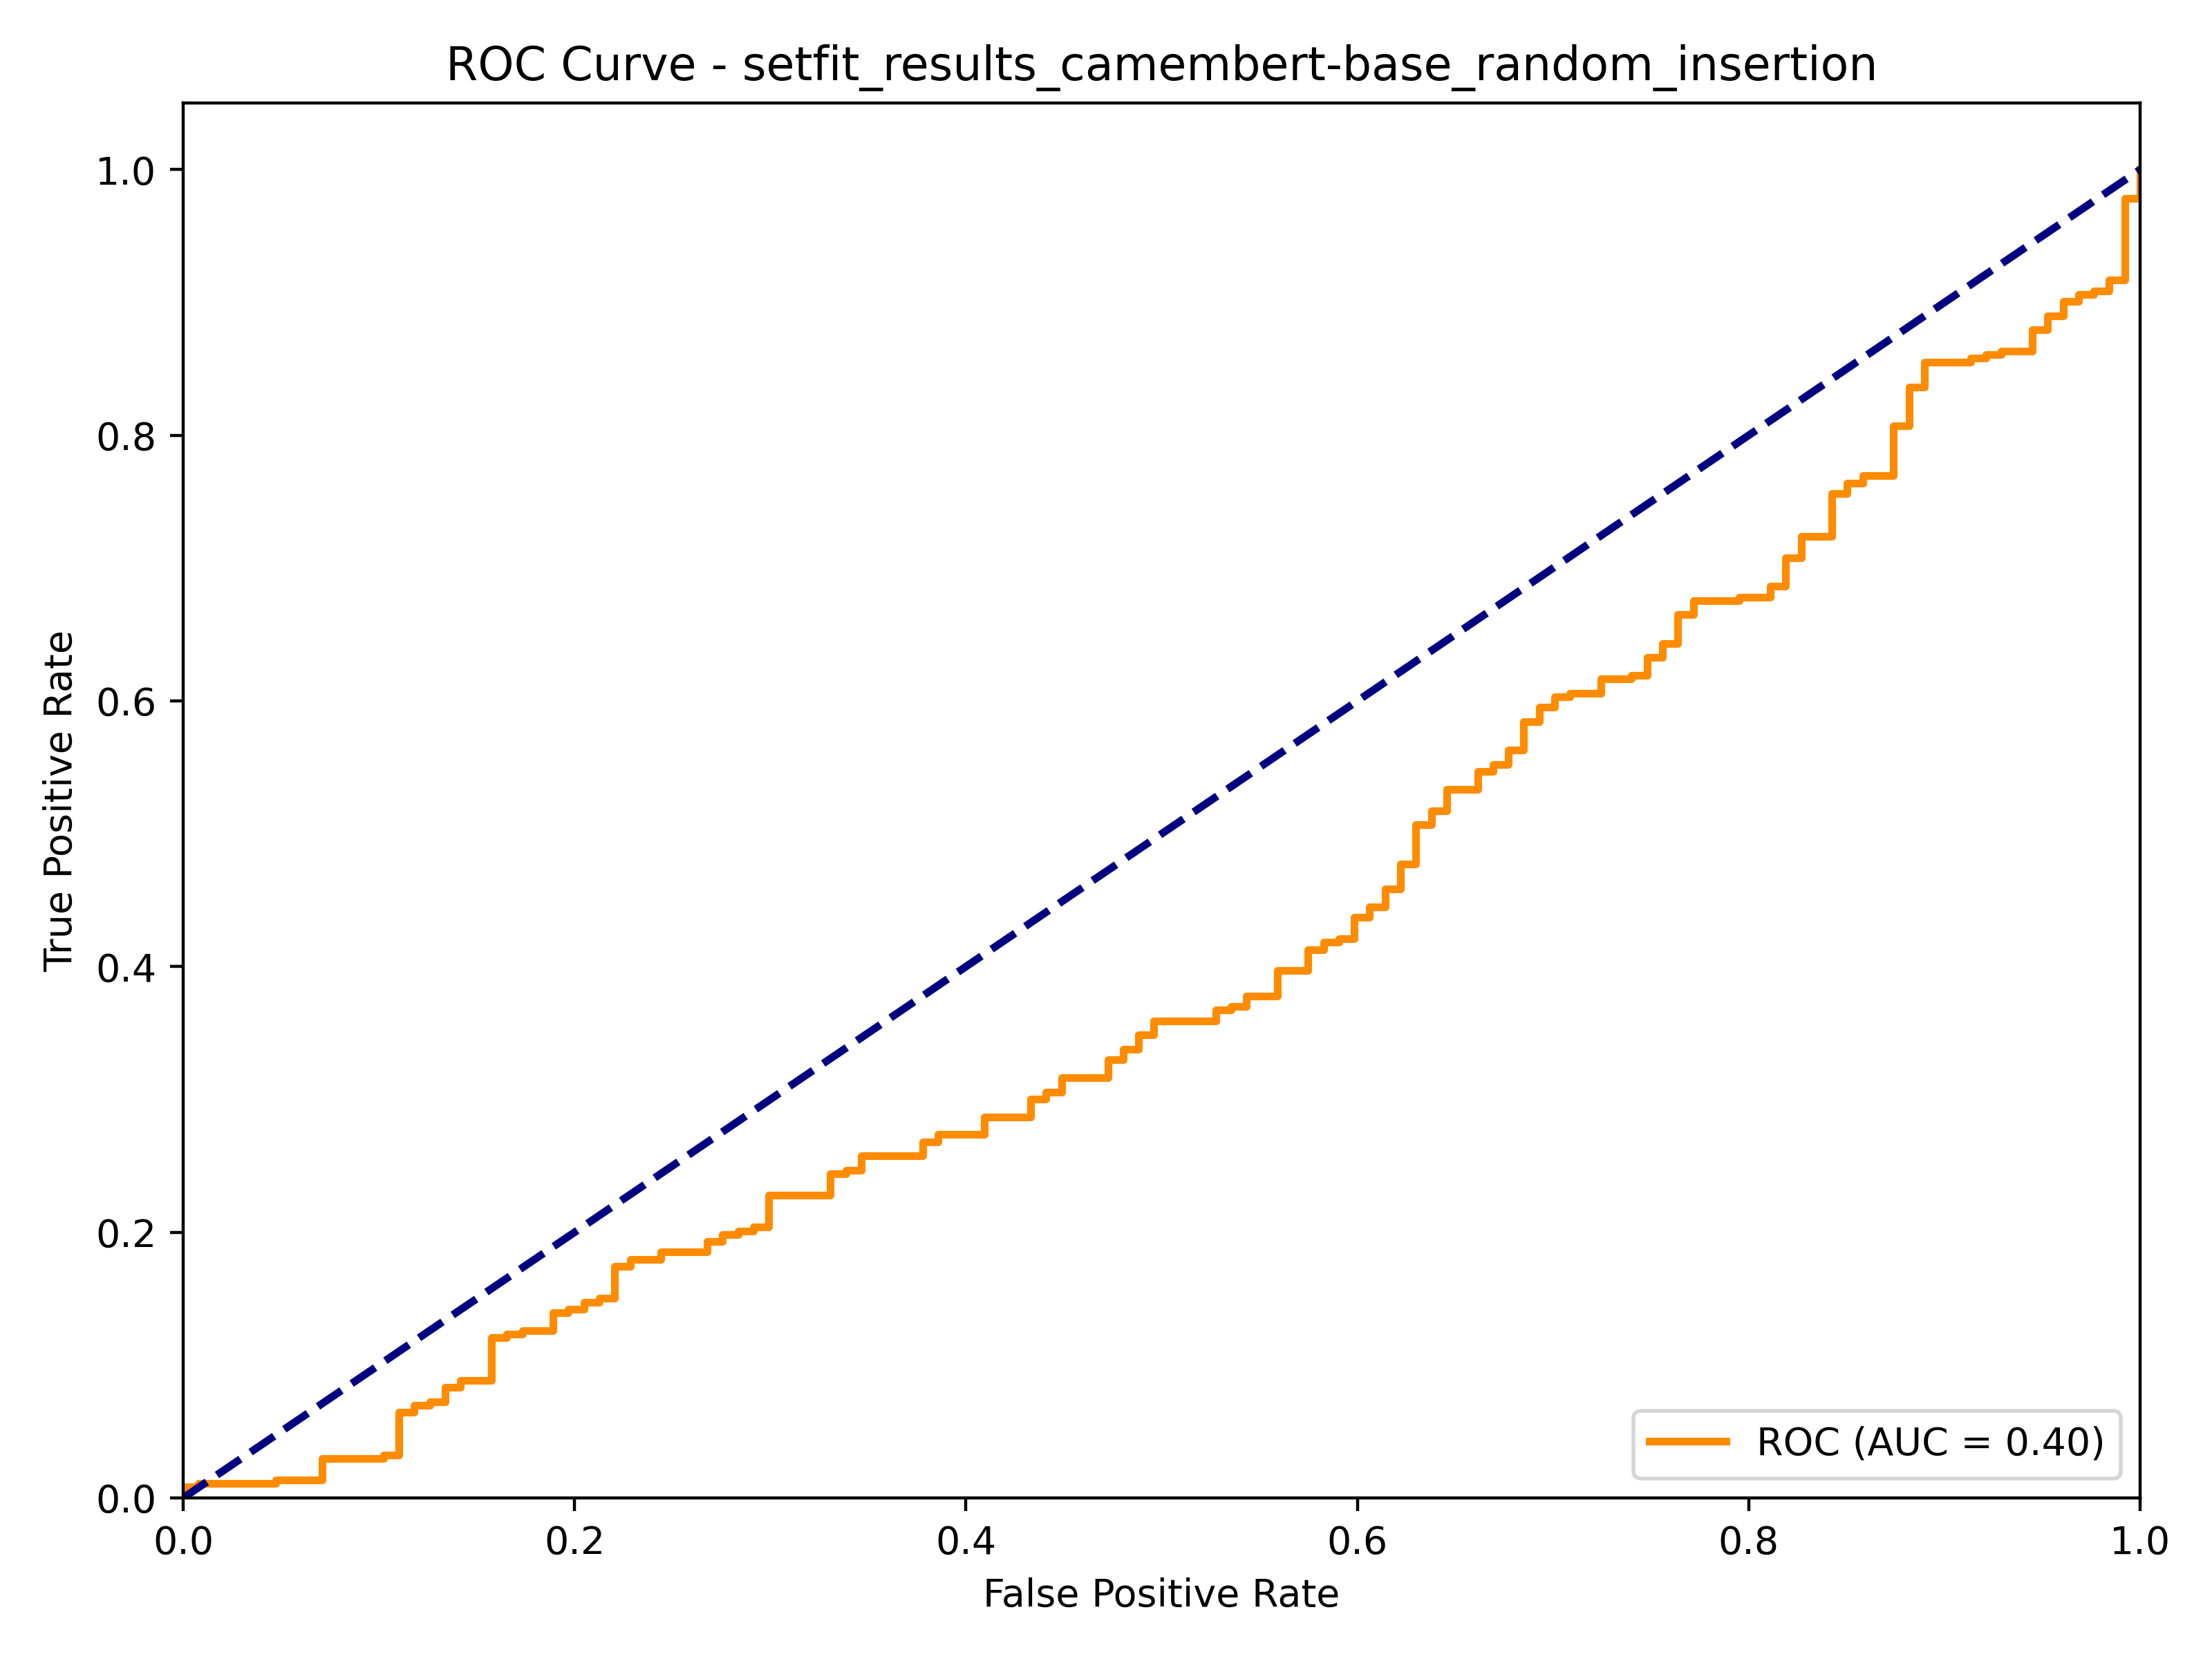 ROC Curve - setfit_results_camembert-base_random_insertion
1.0
0.8
0.6
0.4
0.2
0.0
True Positive Rate
ROC (AUC = 0.40)
0.0 0.2 0.4 0.6 0.8 1.0
False Positive Rate